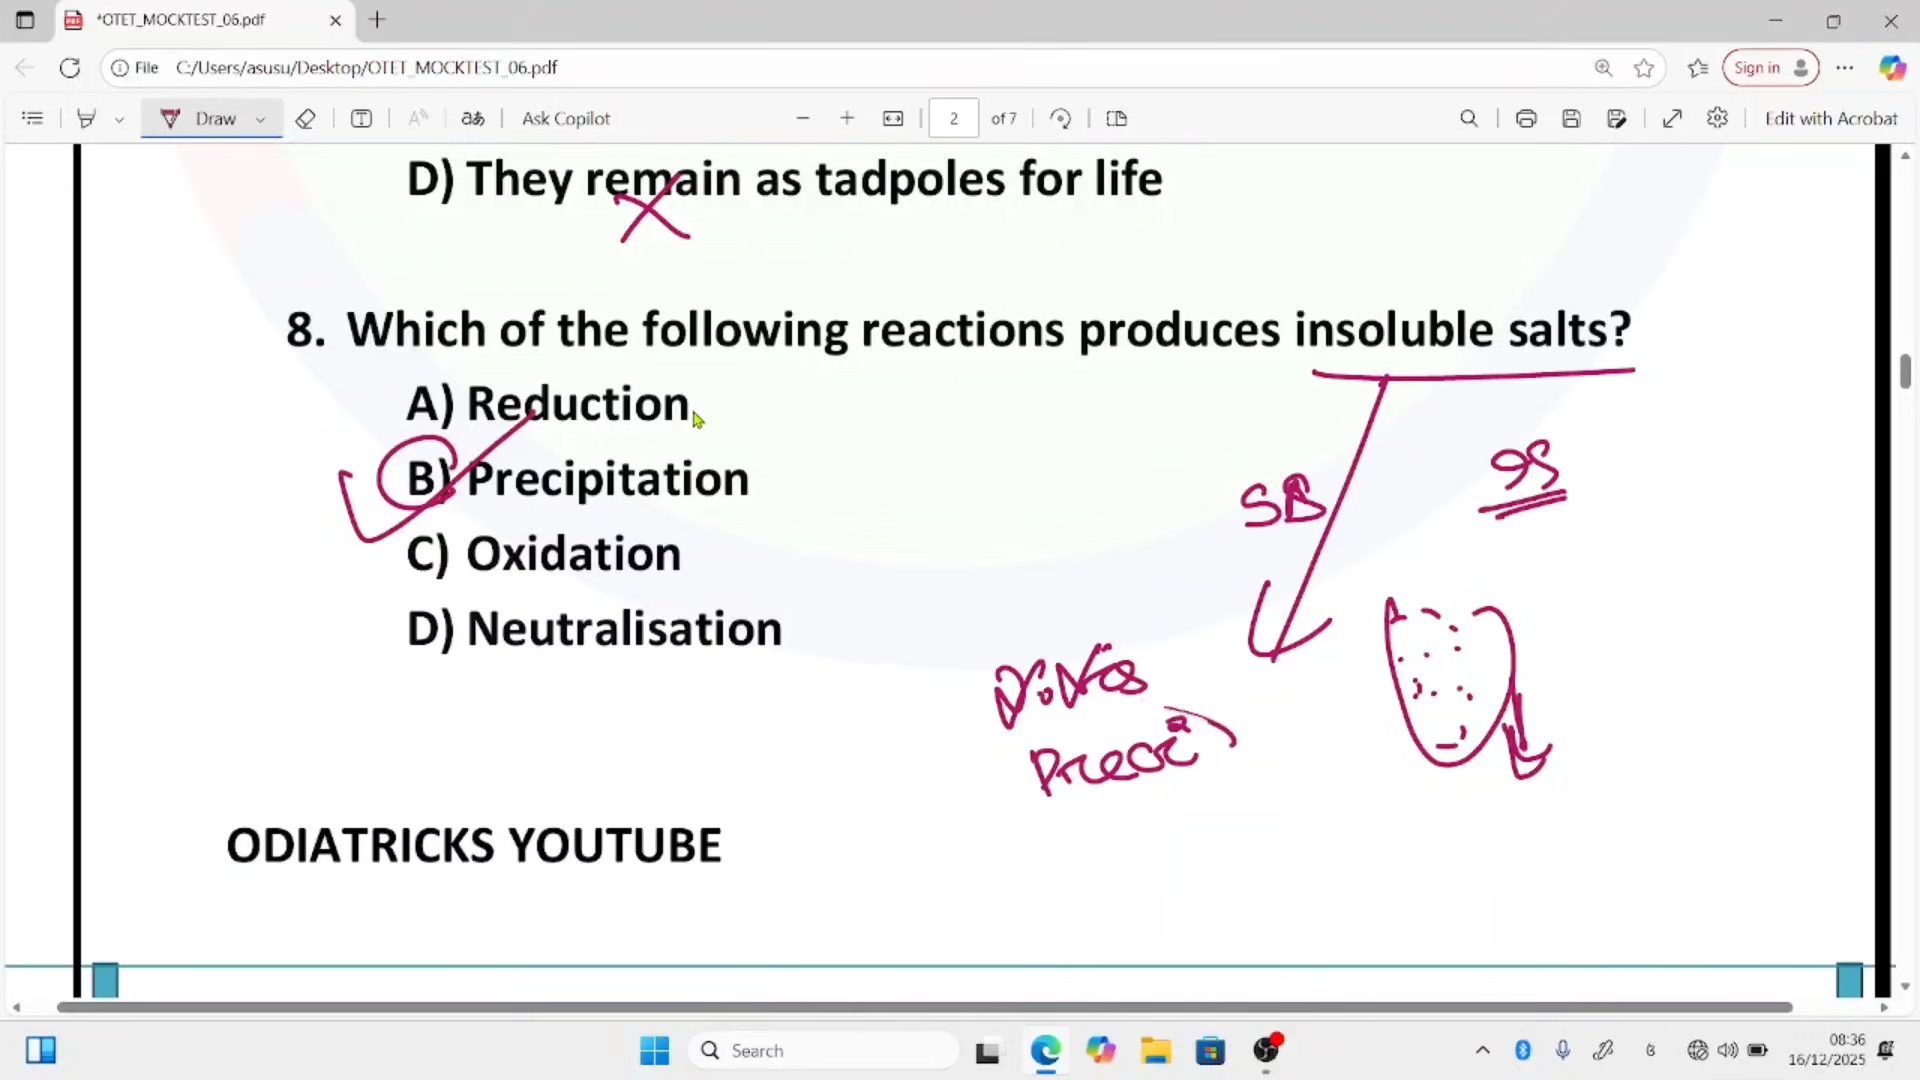 *OTET_MOCKTEST_06.pdf
File C:/Users/asusu/Desktop/OTET_MOCKTEST_06.pdf
Sign in
Draw
Ask Copilot
2 of 7
Edit with Acrobat
D) They remain as tadpoles for life
8. Which of the following reactions produces insoluble salts?
A) Reduction
B) Precipitation
C) Oxidation
D) Neutralisation
ODIATRICKS YOUTUBE
Search
08:36
16/12/2025